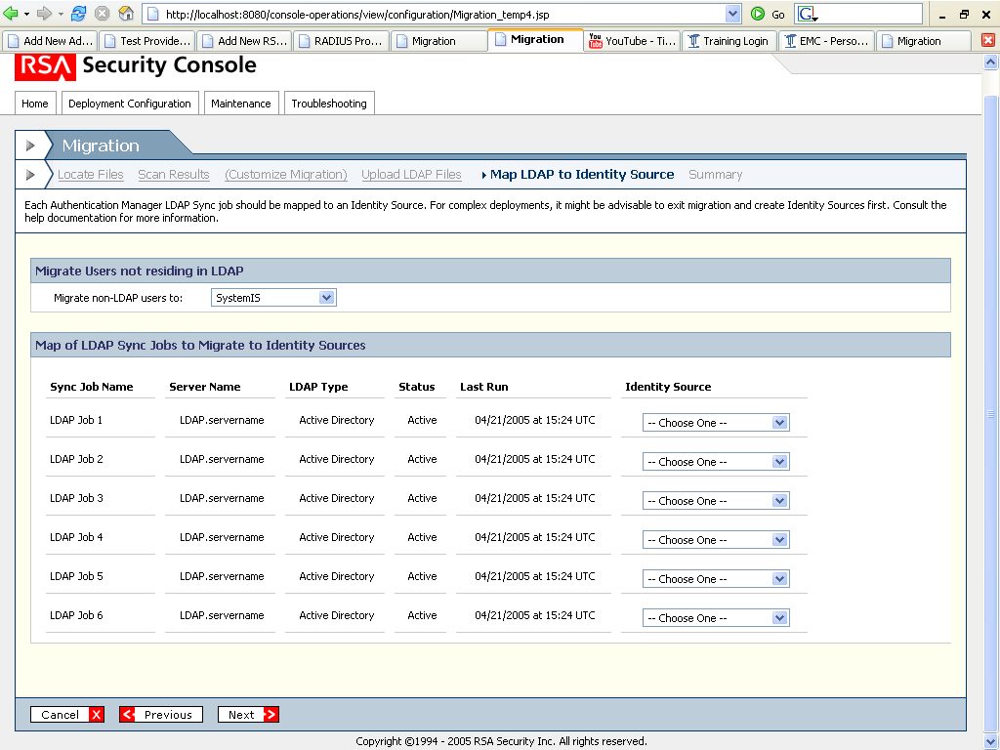 http://localhost:8080/console-operations/view/configuration/Migration_temp4.jsp Go G
Add New Ad... Test Provide... Add New RS... RADIUS Pro... Migration Migration You Tube YouTube - Ti... Training Login EMC - Perso... Migration
RSA Security Console
Home Deployment Configuration Maintenance Troubleshooting
Migration
Locate Files Scan Results (Customize Migration) Upload LDAP Files Map LDAP to Identity Source Summary
Each Authentication Manager LDAP Sync job should be mapped to an Identity Source. For complex deployments, it might be advisable to exit migration and create Identity Sources first. Consult the
help documentation for more information.
Migrate Users not residing in LDAP
Migrate non-LDAP users to: SystemIS
Map of LDAP Sync Jobs to Migrate to Identity Sources
Sync Job Name Server Name LDAP Type Status Last Run Identity Source
LDAP Job 1 LDAP.servername Active Directory Active 04/21/2005 at 15:24 UTC -- Choose One --
LDAP Job 2 LDAP.servername Active Directory Active 04/21/2005 at 15:24 UTC -- Choose One --
LDAP Job 3 LDAP.servername Active Directory Active 04/21/2005 at 15:24 UTC -- Choose One --
LDAP Job 4 LDAP.servername Active Directory Active 04/21/2005 at 15:24 UTC -- Choose One --
LDAP Job 5 LDAP.servername Active Directory Active 04/21/2005 at 15:24 UTC -- Choose One --
LDAP Job 6 LDAP.servername Active Directory Active 04/21/2005 at 15:24 UTC -- Choose One --
Cancel X < Previous Next >
Copyright ©1994 - 2005 RSA Security Inc. All rights reserved.